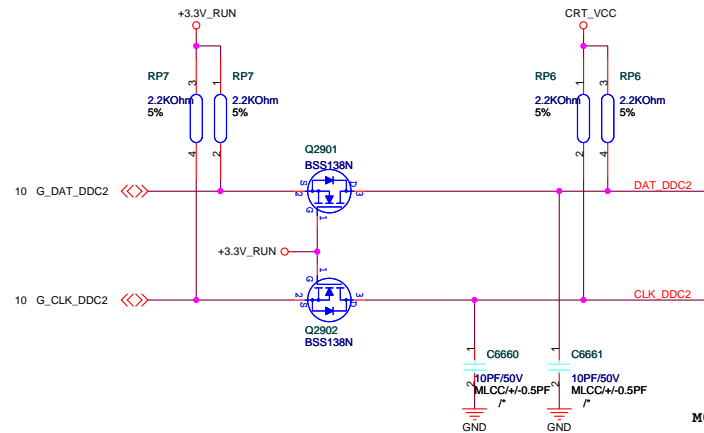 +3.3V_RUN
CRT_VCC
RP7
RP7
RP6
RP6
3
1
1
3
2.2KOhm
2.2KOhm
2.2KOhm
2.2KOhm
5%
5%
5%
5%
4
2
2
4
Q2901
BSS138N
10 G_DAT_DDC2
S
D
2
3
G
1
DAT_DDC2
+3.3V_RUN
1
G
10 G_CLK_DDC2
2
3
S
D
CLK_DDC2
Q2902
BSS138N
1
1
C6660
C6661
2
2
10PF/50V
10PF/50V
MLCC/+/-0.5PF
MLCC/+/-0.5PF
/*
/*
GND
GND